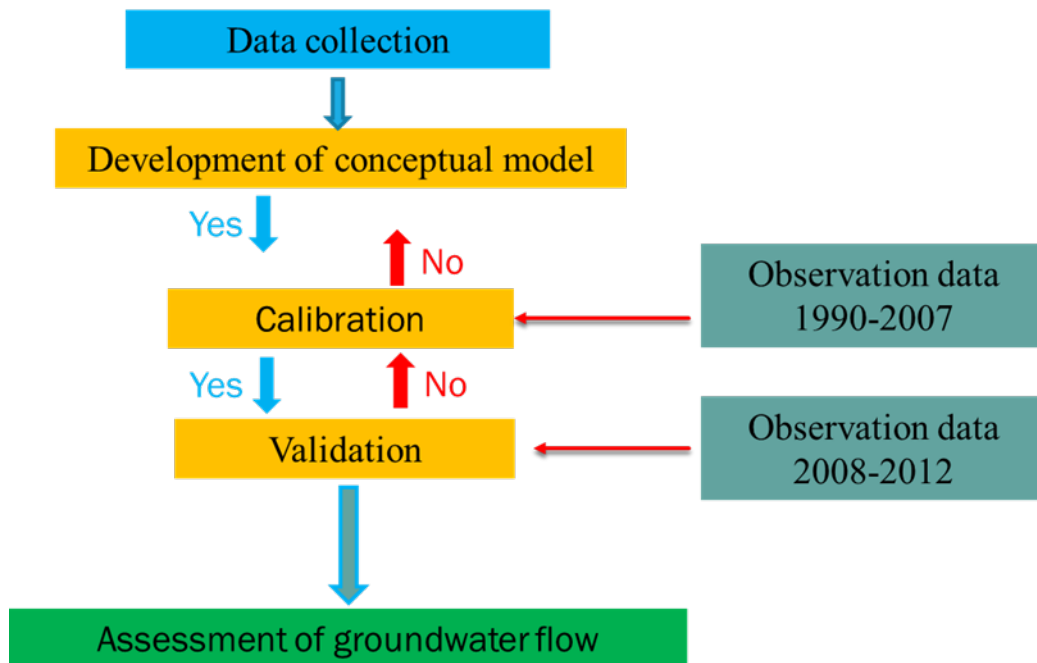 Data collection
Development of conceptual model
Yes
No
Calibration
Observation data
1990-2007
Yes
No
Validation
Observation data
2008-2012
Assessment of groundwater flow